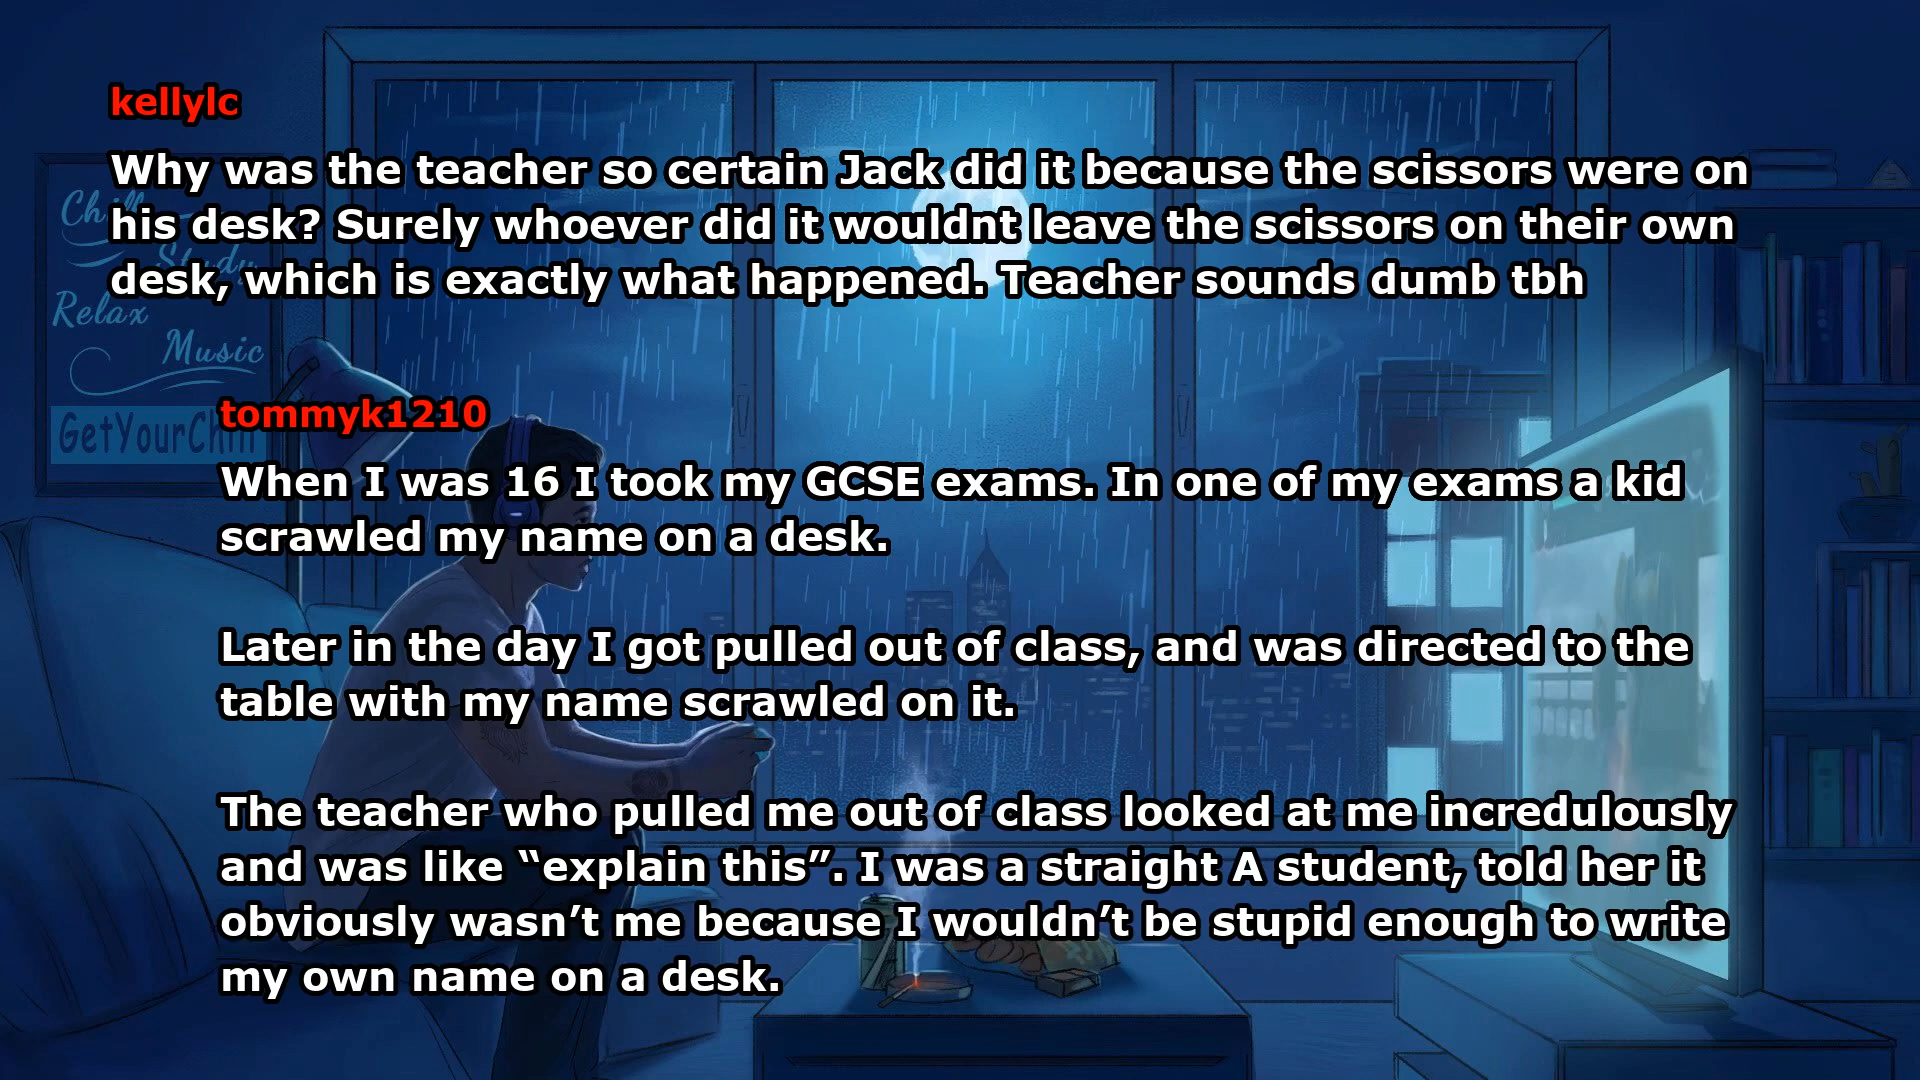 kellylc
Why was the teacher so certain Jack did it because the scissors were on
his desk? Surely whoever did it wouldnt leave the scissors on their own
desk, which is exactly what happened. Teacher sounds dumb tbh
Chill
Study
Relax
Music
GetYourChill
tommyk1210
When I was 16 I took my GCSE exams. In one of my exams a kid
scrawled my name on a desk.
Later in the day I got pulled out of class, and was directed to the
table with my name scrawled on it.
The teacher who pulled me out of class looked at me incredulously
and was like “explain this”. I was a straight A student, told her it
obviously wasn’t me because I wouldn’t be stupid enough to write
my own name on a desk.